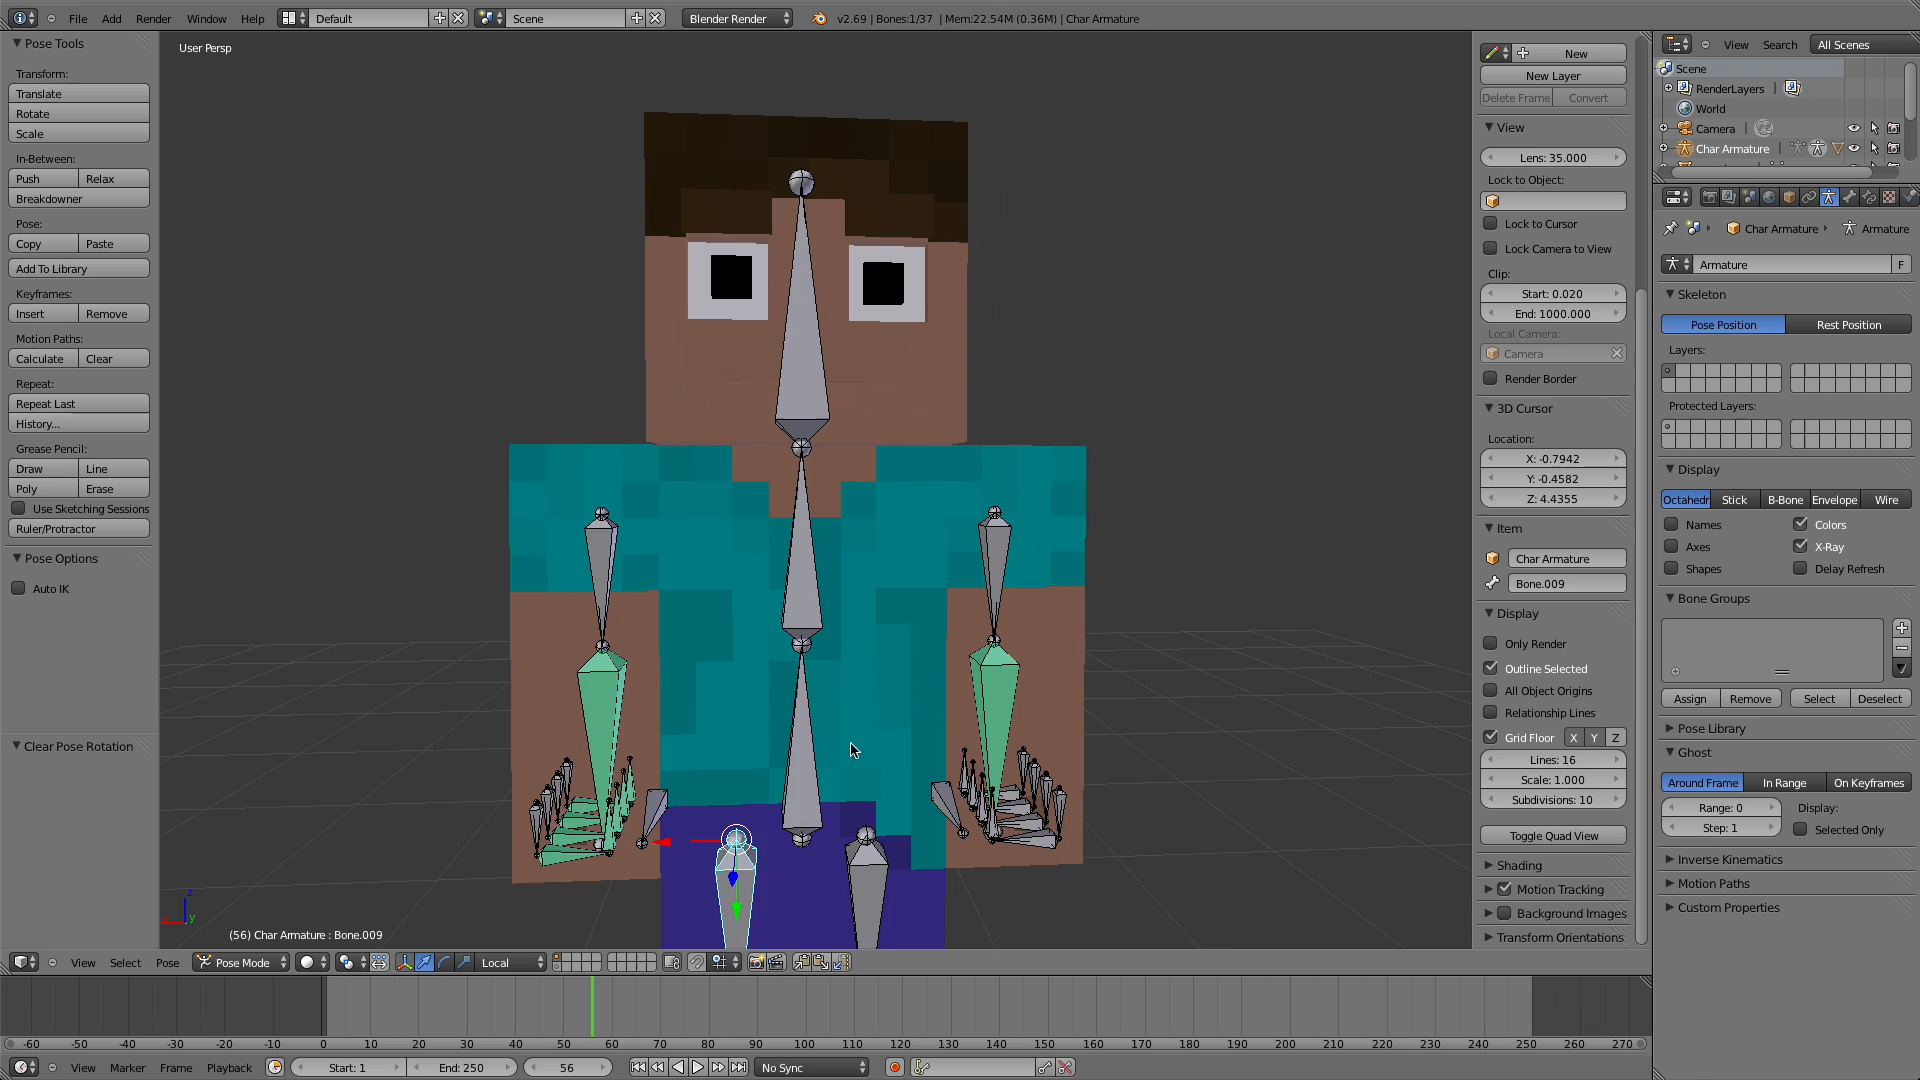 File Add Render Window Help Default Scene Blender Render v2.69 | Bones:1/37 | Mem:22.54M (0.36M) | Char Armature
Pose Tools
Transform:
Translate
Rotate
Scale
In-Between:
Push Relax
Breakdowner
Pose:
Copy Paste
Add To Library
Keyframes:
Insert Remove
Motion Paths:
Calculate Clear
Repeat:
Repeat Last
History...
Grease Pencil:
Draw Line
Poly Erase
Use Sketching Sessions
Ruler/Protractor
Pose Options
Auto IK
Clear Pose Rotation
User Persp
z
x y
(56) Char Armature : Bone.009
New
New Layer
Delete Frame Convert
View
Lens: 35.000
Lock to Object:
Lock to Cursor
Lock Camera to View
Clip:
Start: 0.020
End: 1000.000
Local Camera:
Camera
Render Border
3D Cursor
Location:
X: -0.7942
Y: -0.4582
Z: 4.4355
Item
Char Armature
Bone.009
Display
Only Render
Outline Selected
All Object Origins
Relationship Lines
Grid Floor X Y Z
Lines: 16
Scale: 1.000
Subdivisions: 10
Toggle Quad View
Shading
Motion Tracking
Background Images
Transform Orientations
View Search All Scenes
Scene
RenderLayers |
World
Camera |
Char Armature |
Char Armature Armature
Armature F
Skeleton
Pose Position Rest Position
Layers:
Protected Layers:
Display
Octahedr Stick B-Bone Envelope Wire
Names Colors
Axes X-Ray
Shapes Delay Refresh
Bone Groups
Assign Remove Select Deselect
Pose Library
Ghost
Around Frame In Range On Keyframes
Range: 0 Display:
Step: 1 Selected Only
Inverse Kinematics
Motion Paths
Custom Properties
View Select Pose Pose Mode Local
-60 -50 -40 -30 -20 -10 0 10 20 30 40 50 60 70 80 90 100 110 120 130 140 150 160 170 180 190 200 210 220 230 240 250 260 270
View Marker Frame Playback Start: 1 End: 250 56 No Sync